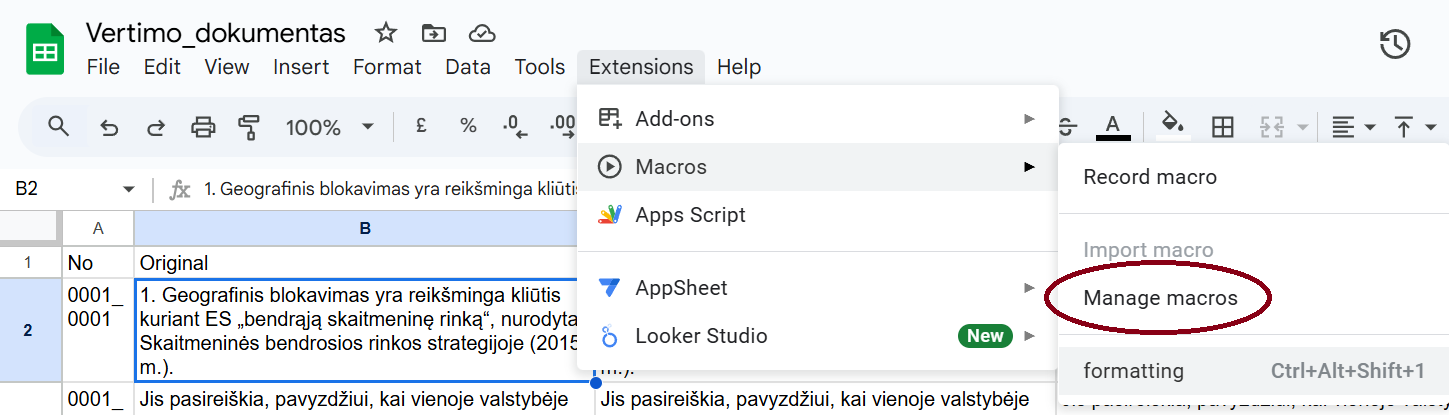 Vertimo_dokumentas
File Edit View Insert Format Data Tools Extensions Help
100% £ % .0 .00 A
Add-ons
Macros
Apps Script
AppSheet
Looker Studio New
Record macro
Import macro
Manage macros
formatting Ctrl+Alt+Shift+1
B2 fx 1. Geografinis blokavimas yra reikšminga kliūtis
A B
1 No Original
2 0001_
0001
1. Geografinis blokavimas yra reikšminga kliūtis
kuriant ES „bendrąją skaitmeninę rinką“, nurodyta
Skaitmeninės bendrosios rinkos strategijoje (2015
m.).
m.).
0001_ Jis pasireiškia, pavyzdžiui, kai vienoje valstybėje Jis pasireiškia, pavyzdžiui, kai vienoje valstybėje